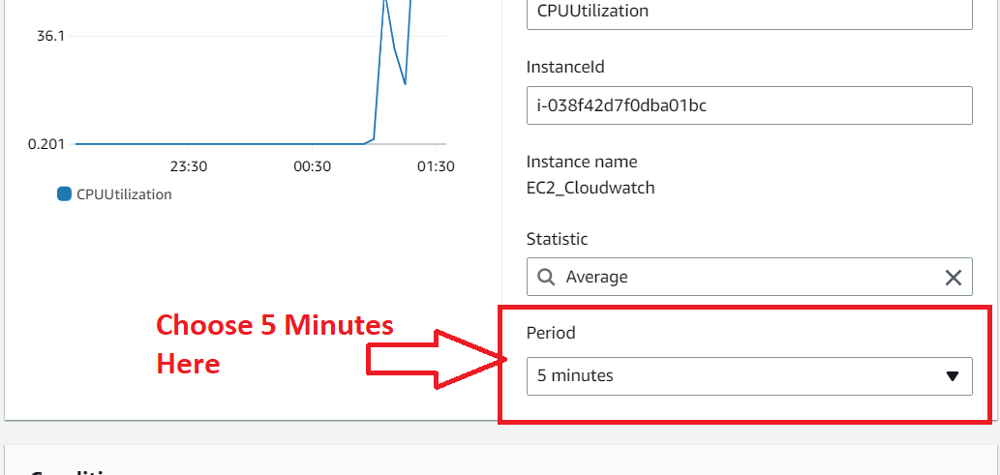 36.1
0.201
23:30 00:30 01:30
CPUUtilization
CPUUtilization
InstanceId
i-038f42d7f0dba01bc
Instance name
EC2_Cloudwatch
Statistic
Average
Choose 5 Minutes
Here
Period
5 minutes